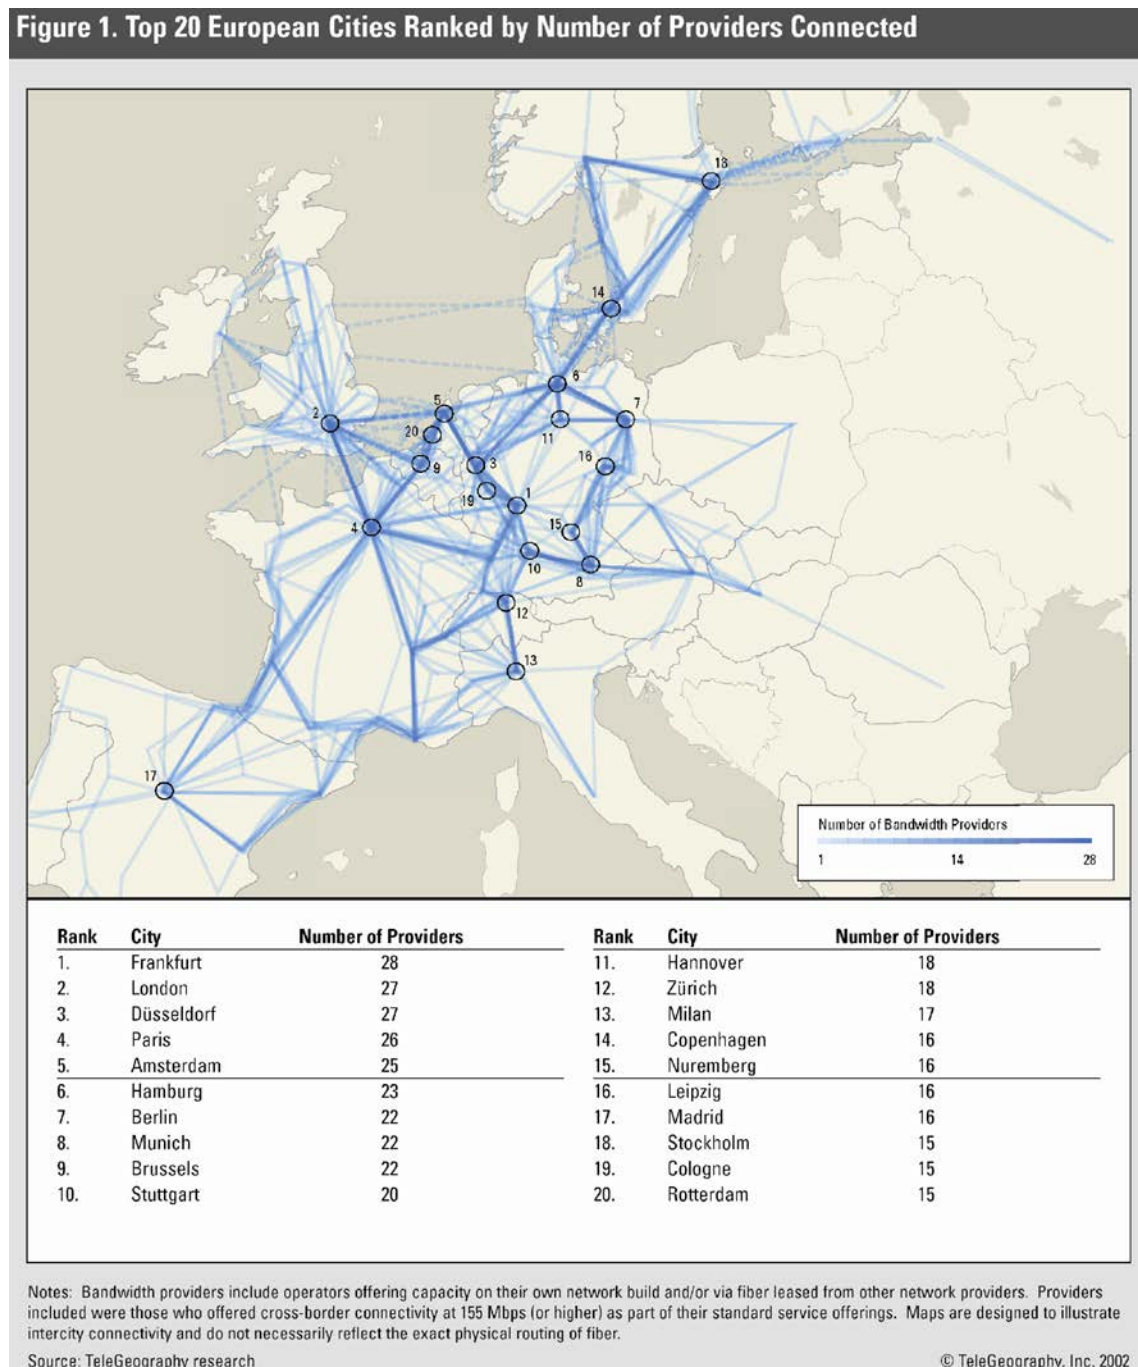 Figure 1. Top 20 European Cities Ranked by Number of Providers Connected
18
14
6
5
7
2
20
11
3
9
16
19
1
4
15
10
8
12
13
17
Number of Bandwidth Providers
1 14 28
Rank City Number of Providers
1. Frankfurt 28
2. London 27
3. Düsseldorf 27
4. Paris 26
5. Amsterdam 25
6. Hamburg 23
7. Berlin 22
8. Munich 22
9. Brussels 22
10. Stuttgart 20
Rank City Number of Providers
11. Hannover 18
12. Zürich 18
13. Milan 17
14. Copenhagen 16
15. Nuremberg 16
16. Leipzig 16
17. Madrid 16
18. Stockholm 15
19. Cologne 15
20. Rotterdam 15
Notes: Bandwidth providers include operators offering capacity on their own network build and/or via fiber leased from other network providers. Providers
included were those who offered cross-border connectivity at 155 Mbps (or higher) as part of their standard service offerings. Maps are designed to illustrate
intercity connectivity and do not necessarily reflect the exact physical routing of fiber.
Source: TeleGeography research © TeleGeography, Inc. 2002